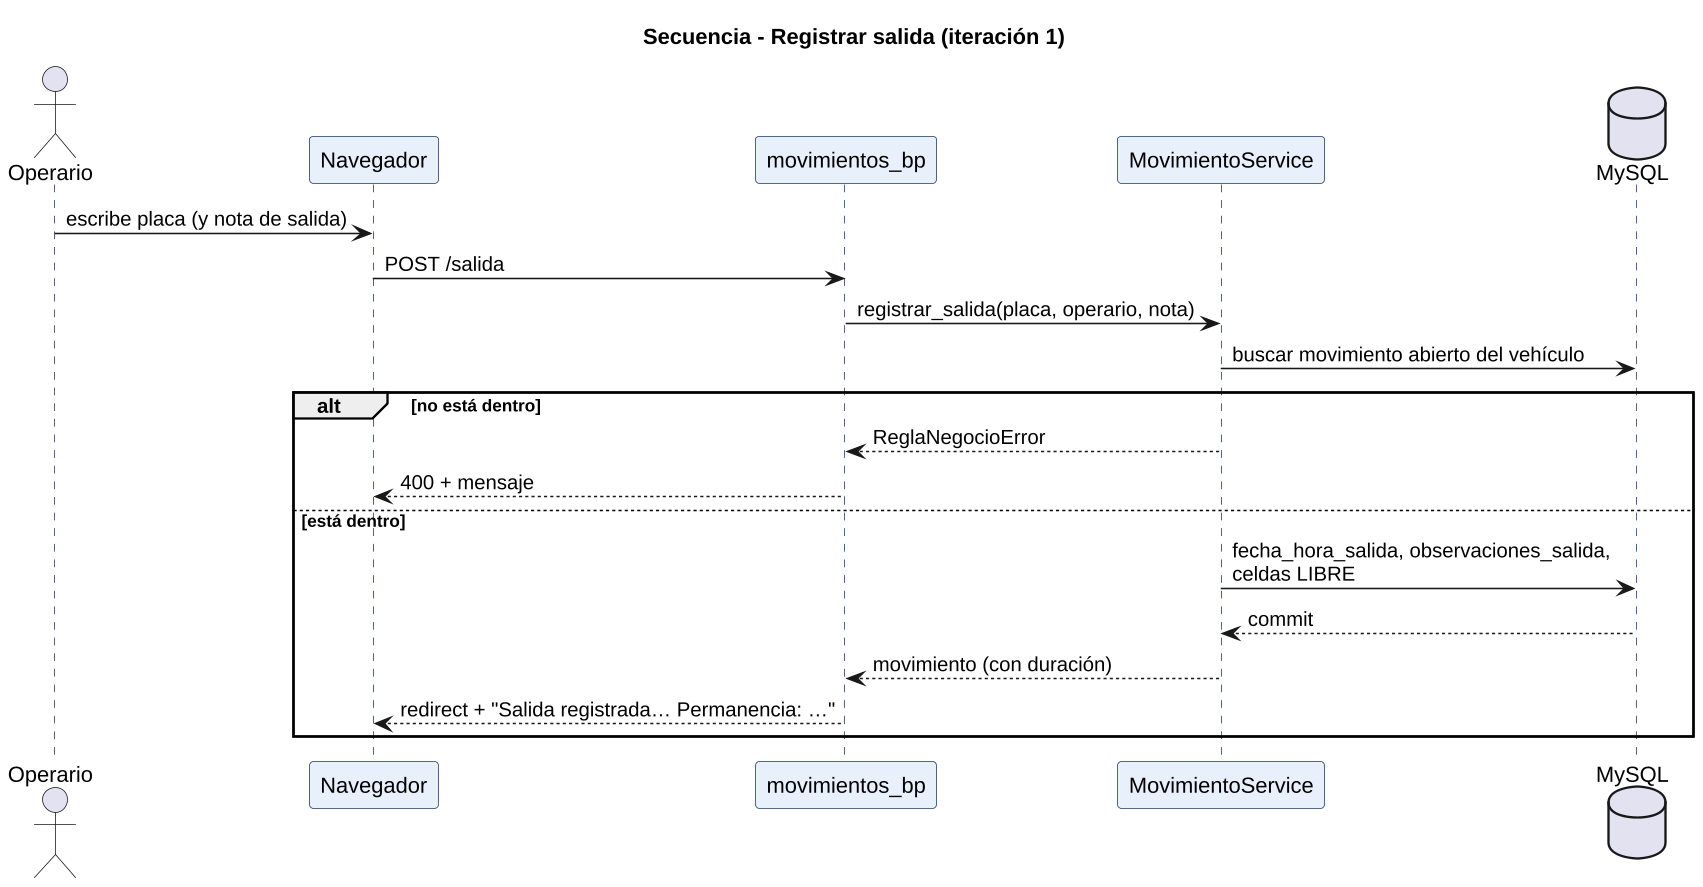 Secuencia - Registrar salida (iteración 1)
Operario
Navegador
movimientos_bp
MovimientoService
MySQL
escribe placa (y nota de salida)
POST /salida
registrar_salida(placa, operario, nota)
buscar movimiento abierto del vehículo
alt
[no está dentro]
ReglaNegocioError
400 + mensaje
[está dentro]
fecha_hora_salida, observaciones_salida,
celdas LIBRE
commit
movimiento (con duración)
redirect + "Salida registrada… Permanencia: …"
Operario
Navegador
movimientos_bp
MovimientoService
MySQL